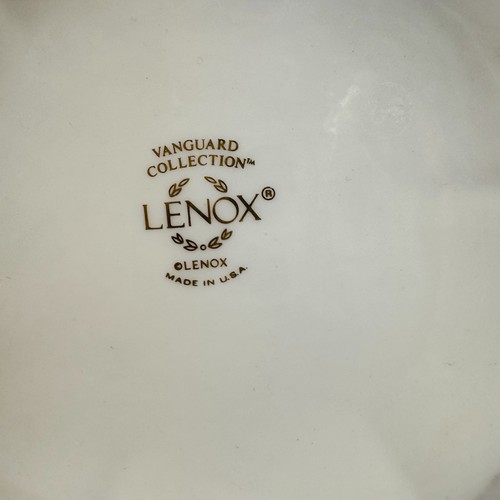 VANGUARD
COLLECTION™
LENOX®
©LENOX
MADE IN U.S.A.